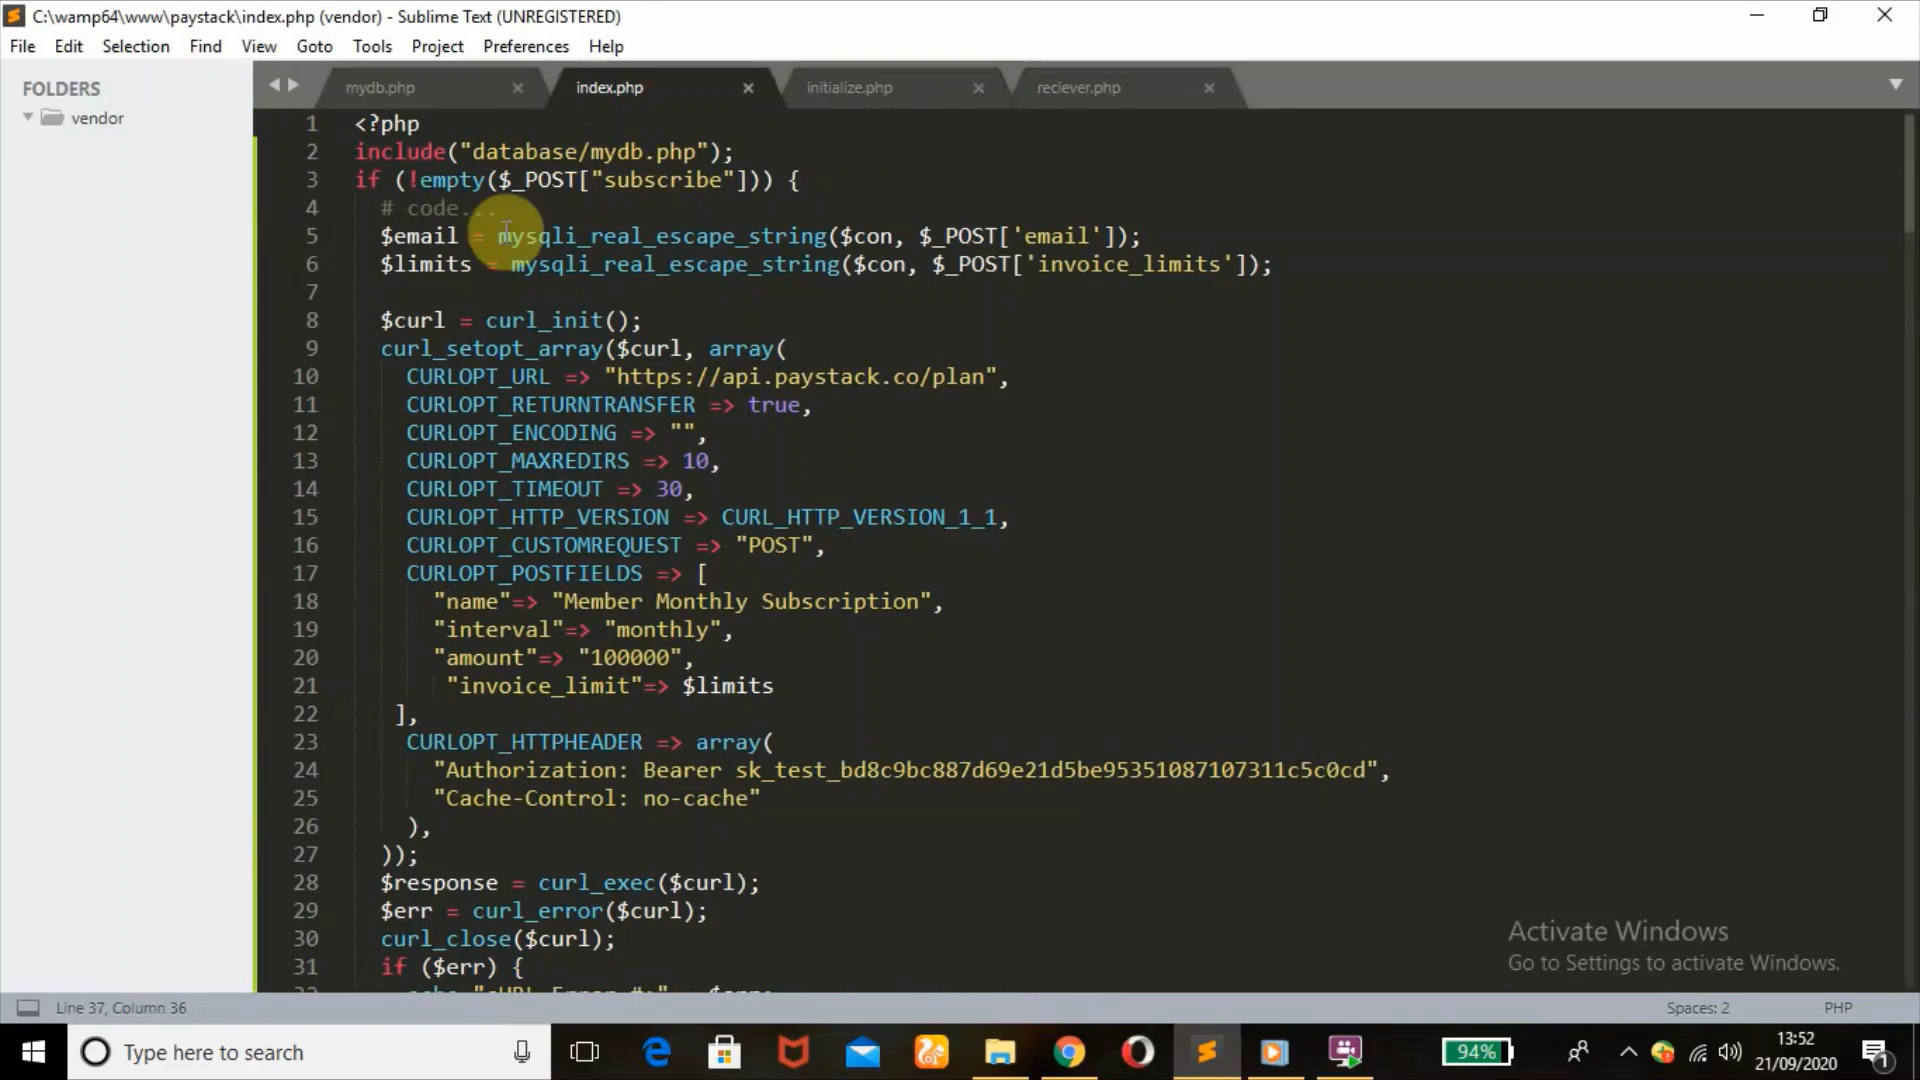 C:\wamp64\www\paystack\index.php (vendor) - Sublime Text (UNREGISTERED)
File Edit Selection Find View Goto Tools Project Preferences Help
FOLDERS
vendor
mydb.php
index.php
initialize.php
reciever.php
1 <?php
2 include("database/mydb.php");
3 if (!empty($_POST["subscribe"])) {
4 # code...
5 $email = mysqli_real_escape_string($con, $_POST['email']);
6 $limits = mysqli_real_escape_string($con, $_POST['invoice_limits']);
7
8 $curl = curl_init();
9 curl_setopt_array($curl, array(
10 CURLOPT_URL => "https://api.paystack.co/plan",
11 CURLOPT_RETURNTRANSFER => true,
12 CURLOPT_ENCODING => "",
13 CURLOPT_MAXREDIRS => 10,
14 CURLOPT_TIMEOUT => 30,
15 CURLOPT_HTTP_VERSION => CURL_HTTP_VERSION_1_1,
16 CURLOPT_CUSTOMREQUEST => "POST",
17 CURLOPT_POSTFIELDS => [
18 "name"=> "Member Monthly Subscription",
19 "interval"=> "monthly",
20 "amount"=> "100000",
21 "invoice_limit"=> $limits
22 ],
23 CURLOPT_HTTPHEADER => array(
24 "Authorization: Bearer sk_test_bd8c9bc887d69e21d5be95351087107311c5c0cd",
25 "Cache-Control: no-cache"
26 ),
27 ));
28 $response = curl_exec($curl);
29 $err = curl_error($curl);
30 curl_close($curl);
31 if ($err) {
Activate Windows
Go to Settings to activate Windows.
Line 37, Column 36
Spaces: 2
PHP
Type here to search
94%
13:52
21/09/2020
1